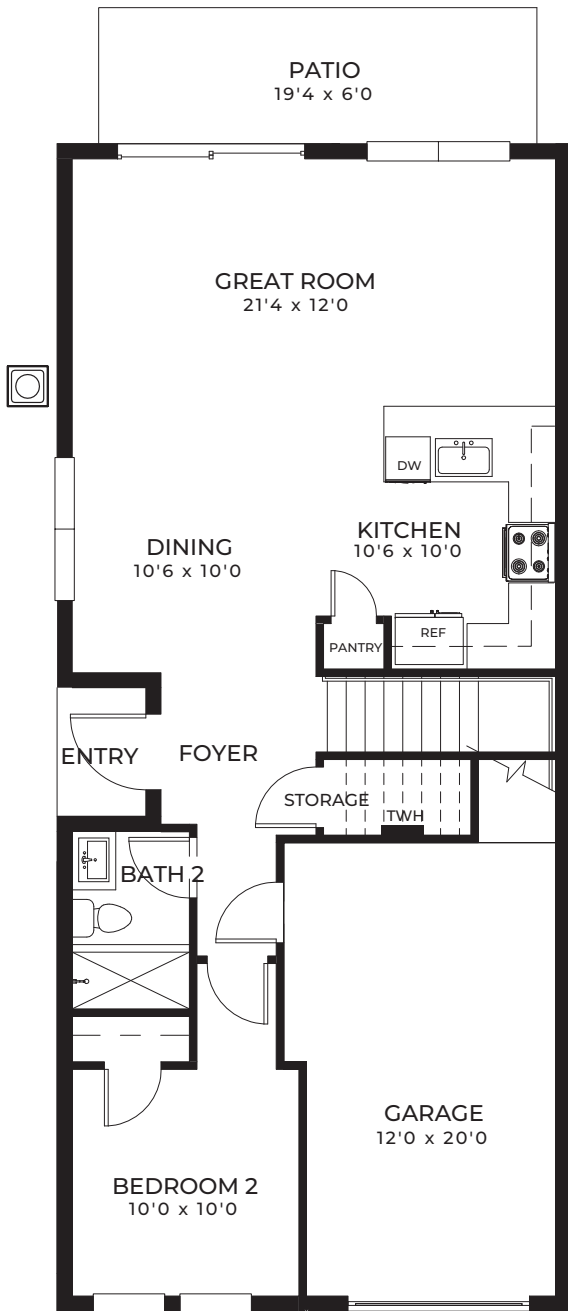 PATIO
19'4 x 6'0
GREAT ROOM
21'4 x 12'0
DW
KITCHEN
10'6 x 10'0
DINING
10'6 x 10'0
PANTRY
REF
ENTRY
FOYER
STORAGE
TWH
BATH 2
GARAGE
12'0 x 20'0
BEDROOM 2
10'0 x 10'0